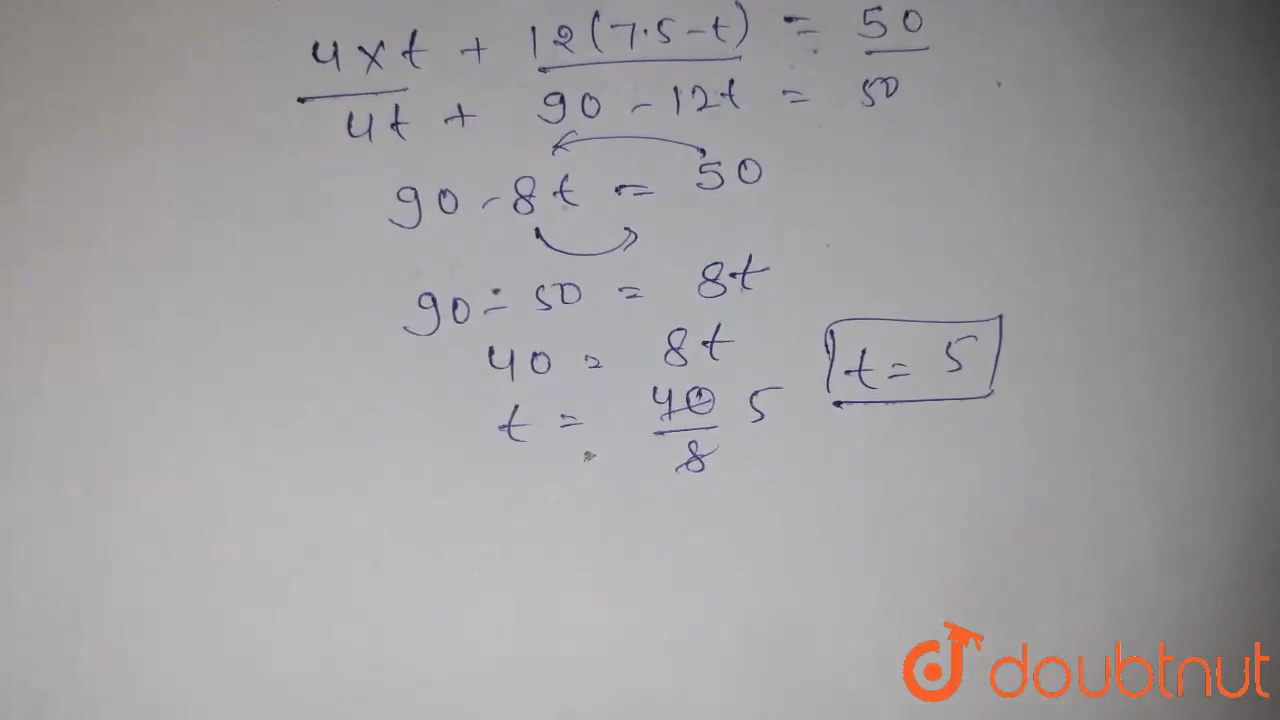 4 × t + 12(7.5 - t) = 50
4t + 90 - 12t = 50
90 - 8t = 50
90 - 50 = 8t
40 = 8t
t = 40/8 5
t = 5
doubtnut